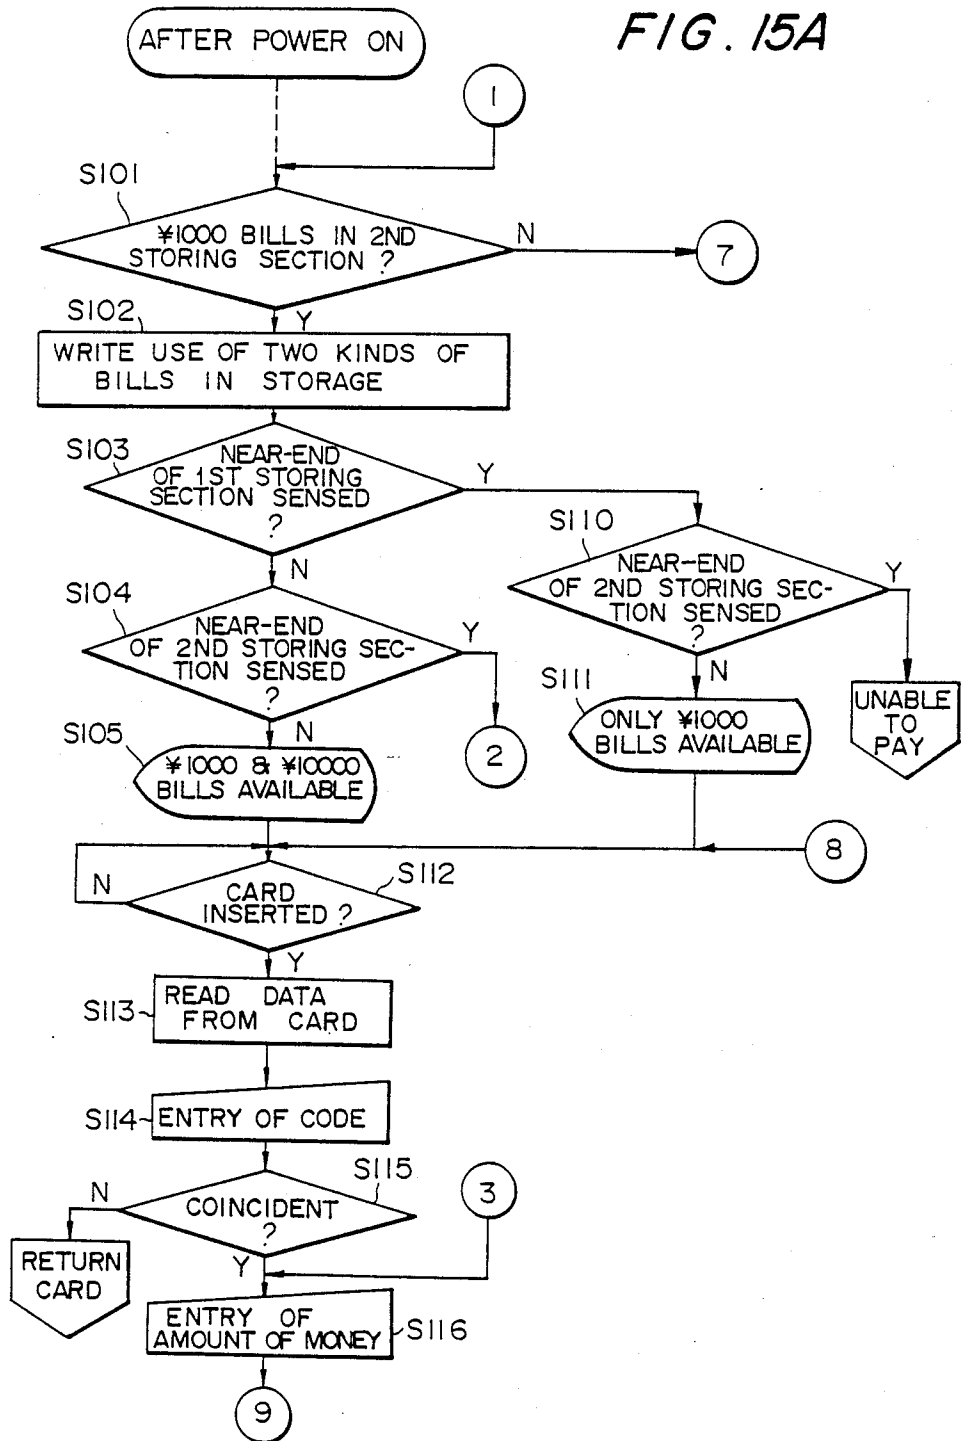 FIG. 15A
AFTER POWER ON
1
S101
¥1000 BILLS IN 2ND
STORING SECTION ?
N
7
Y
S102
WRITE USE OF TWO KINDS OF
BILLS IN STORAGE
S103
NEAR-END
OF 1ST STORING
SECTION SENSED
?
Y
N
S110
NEAR-END
OF 2ND STORING SEC-
TION SENSED
?
Y
N
S104
NEAR-END
OF 2ND STORING SEC-
TION SENSED
?
Y
N
2
S111
ONLY ¥1000
BILLS AVAILABLE
UNABLE
TO
PAY
S105
¥1000 & ¥10000
BILLS AVAILABLE
8
S112
CARD
INSERTED ?
N
Y
S113
READ DATA
FROM CARD
S114
ENTRY OF CODE
S115
COINCIDENT
?
N
Y
3
RETURN
CARD
ENTRY OF
AMOUNT OF MONEY
S116
9